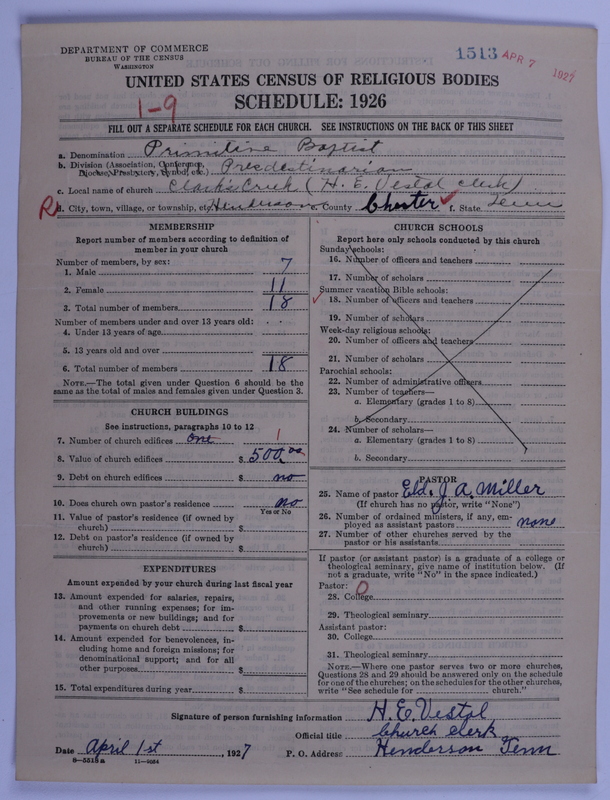 DEPARTMENT OF COMMERCE
BUREAU OF THE CENSUS
WASHINGTON
1513 APR 7 1927
UNITED STATES CENSUS OF RELIGIOUS BODIES
SCHEDULE: 1926
1-9
FILL OUT A SEPARATE SCHEDULE FOR EACH CHURCH. SEE INSTRUCTIONS ON THE BACK OF THIS SHEET
a. Denomination Primitive Baptist
b. Division (Association, Conference, Diocese, Presbytery, Synod, etc.) Predestinarian
c. Local name of church Clark's Creek (H. E. Vestal clerk)
R d. City, town, village, or township, etc. Henderson e. County Chester f. State Tenn
MEMBERSHIP
Report number of members according to definition of
member in your church
Number of members, by sex:
1. Male 7
2. Female 11
3. Total number of members 18
Number of members under and over 13 years old:
4. Under 13 years of age
5. 13 years old and over
6. Total number of members 18
NOTE.—The total given under Question 6 should be the
same as the total of males and females given under Question 3.
CHURCH BUILDINGS
See instructions, paragraphs 10 to 12
7. Number of church edifices one 1
8. Value of church edifices $ 500.00
9. Debt on church edifices $ no
10. Does church own pastor's residence no
Yes or No
11. Value of pastor's residence (if owned by
church) $
12. Debt on pastor's residence (if owned by
church) $
EXPENDITURES
Amount expended by your church during last fiscal year
13. Amount expended for salaries, repairs,
and other running expenses; for im-
provements or new buildings; and for
payments on church debt $
14. Amount expended for benevolences, in-
cluding home and foreign missions; for
denominational support; and for all
other purposes $
15. Total expenditures during year $
CHURCH SCHOOLS
Report here only schools conducted by this church
Sunday schools:
16. Number of officers and teachers
17. Number of scholars
Summer vacation Bible schools:
18. Number of officers and teachers
19. Number of scholars
Week-day religious schools:
20. Number of officers and teachers
21. Number of scholars
Parochial schools:
22. Number of administrative officers
23. Number of teachers—
a. Elementary (grades 1 to 8)
b. Secondary
24. Number of scholars—
a. Elementary (grades 1 to 8)
b. Secondary
PASTOR
25. Name of pastor Eld. J. A. Miller
(If church has no pastor, write "None")
26. Number of ordained ministers, if any, em-
ployed as assistant pastors none
27. Number of other churches served by the
pastor or his assistants
If pastor (or assistant pastor) is a graduate of a college or
theological seminary, give name of institution below. (If
not a graduate, write "No" in the space indicated.)
Pastor: 0
28. College
29. Theological seminary
Assistant pastor:
30. College
31. Theological seminary
NOTE.—Where one pastor serves two or more churches,
Questions 28 and 29 should be answered only on the schedule
for one of the churches; on the schedules for the other churches,
write "See schedule for church."
Signature of person furnishing information H. E. Vestal
Official title Church clerk
Date April 1st, 1927 P. O. Address Henderson Tenn
8-5518 a 11-9054